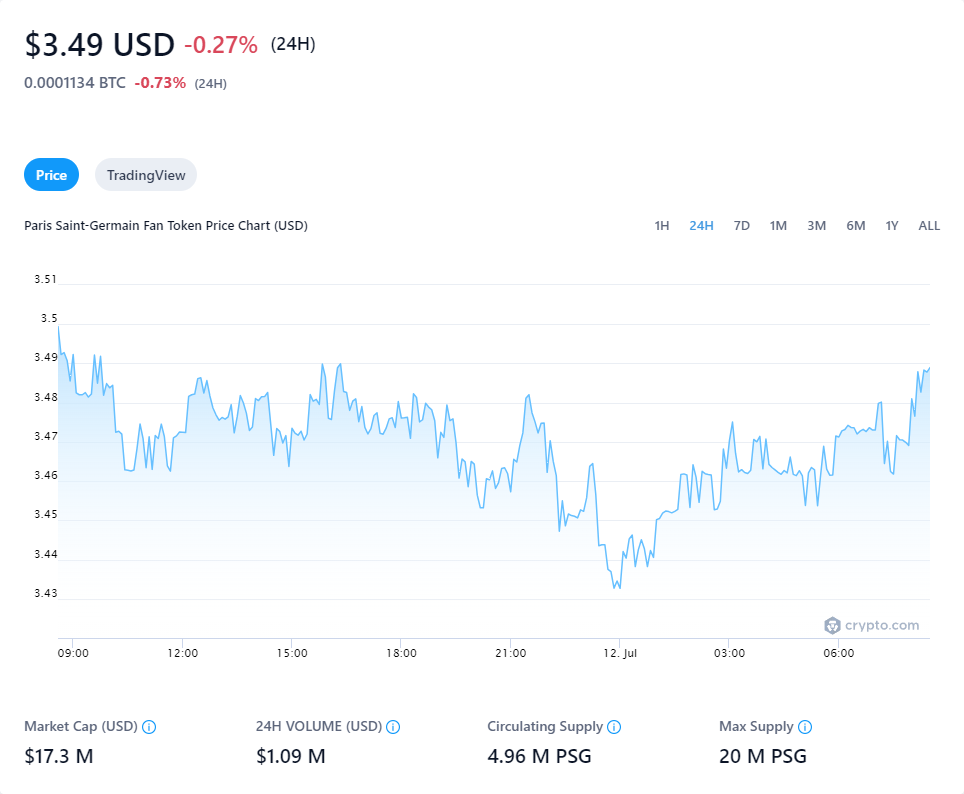 $3.49 USD -0.27% (24H)
0.0001134 BTC -0.73% (24H)
Price TradingView
Paris Saint-Germain Fan Token Price Chart (USD)
1H 24H 7D 1M 3M 6M 1Y ALL
3.51
3.5
3.49
3.48
3.47
3.46
3.45
3.44
3.43
crypto.com
09:00 12:00 15:00 18:00 21:00 12. Jul 03:00 06:00
Market Cap (USD) 24H VOLUME (USD) Circulating Supply Max Supply
$17.3 M $1.09 M 4.96 M PSG 20 M PSG